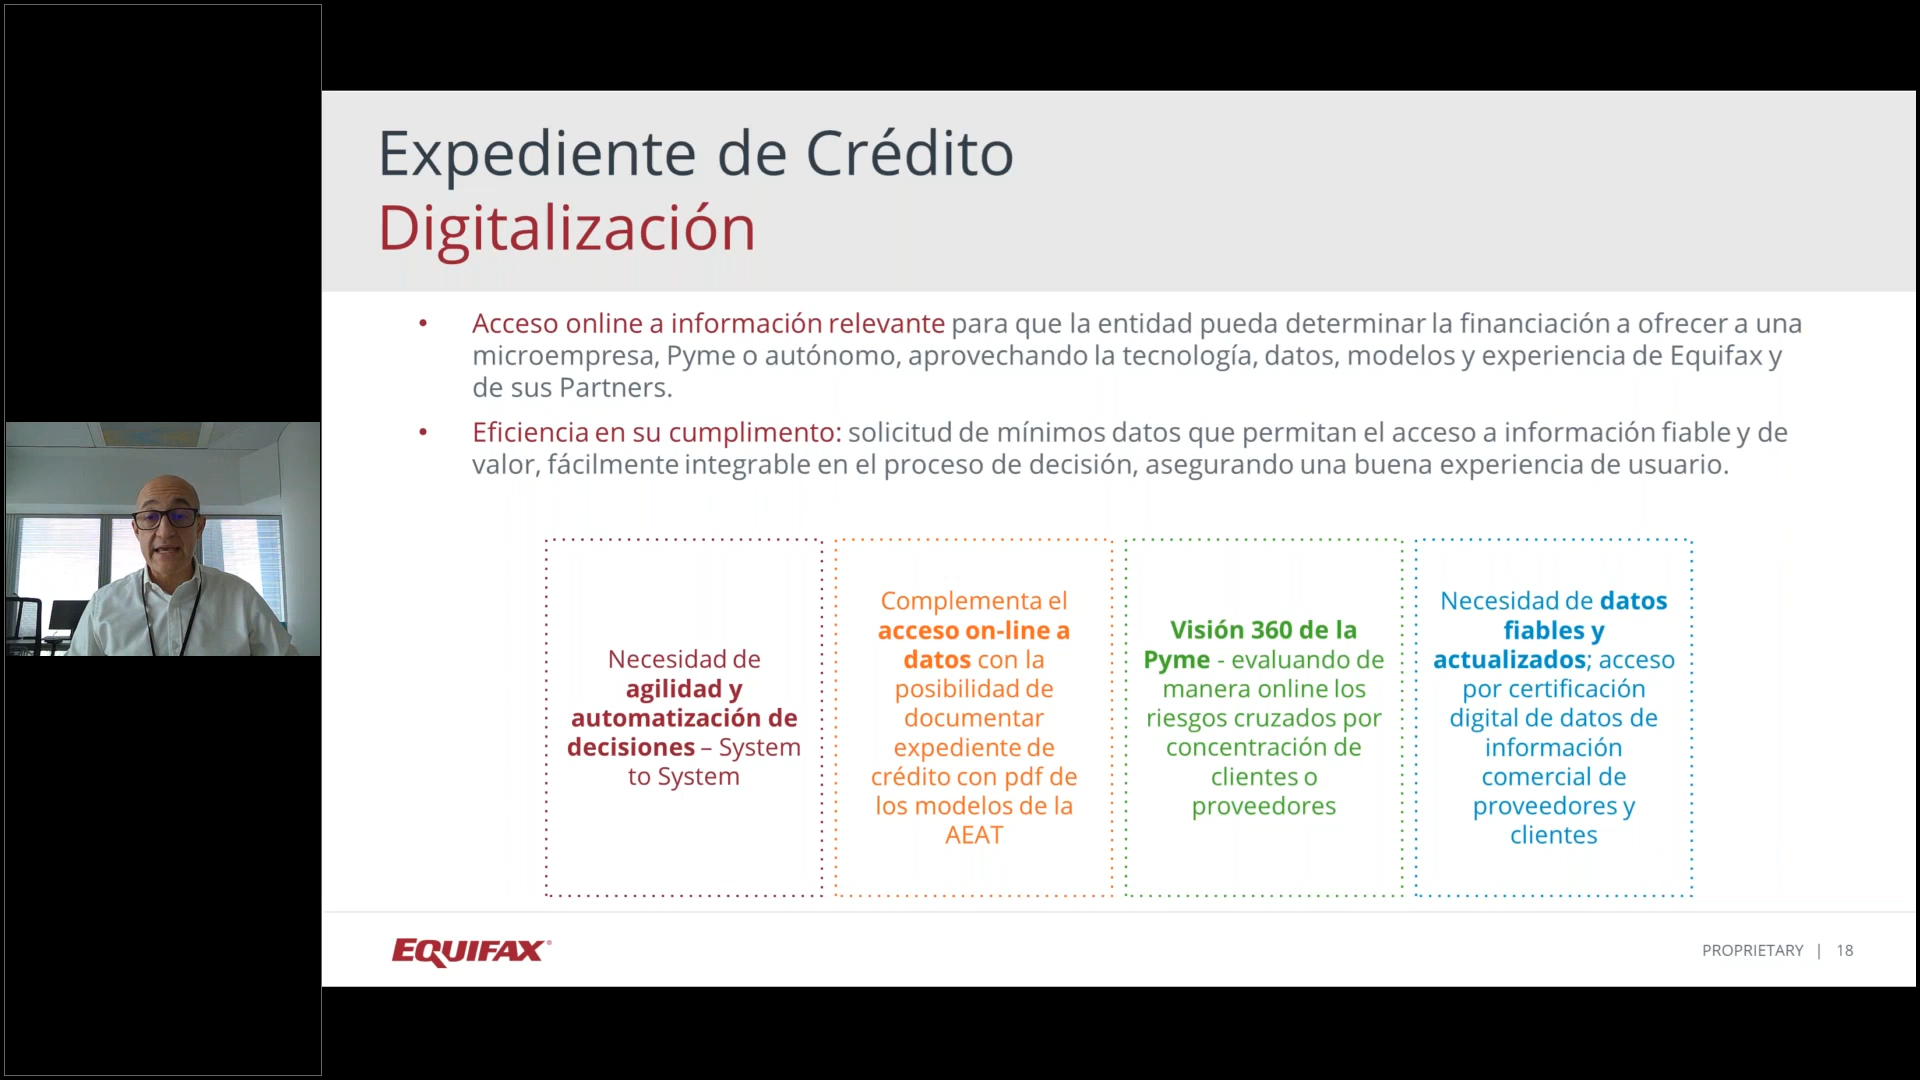 Expediente de Crédito
Digitalización
• Acceso online a información relevante para que la entidad pueda determinar la financiación a ofrecer a una
microempresa, Pyme o autónomo, aprovechando la tecnología, datos, modelos y experiencia de Equifax y
de sus Partners.
• Eficiencia en su cumplimento: solicitud de mínimos datos que permitan el acceso a información fiable y de
valor, fácilmente integrable en el proceso de decisión, asegurando una buena experiencia de usuario.
Necesidad de
agilidad y
automatización de
decisiones – System
to System
Complementa el
acceso on-line a
datos con la
posibilidad de
documentar
expediente de
crédito con pdf de
los modelos de la
AEAT
Visión 360 de la
Pyme - evaluando de
manera online los
riesgos cruzados por
concentración de
clientes o
proveedores
Necesidad de datos
fiables y
actualizados; acceso
por certificación
digital de datos de
información
comercial de
proveedores y
clientes
EQUIFAX®
PROPRIETARY | 18